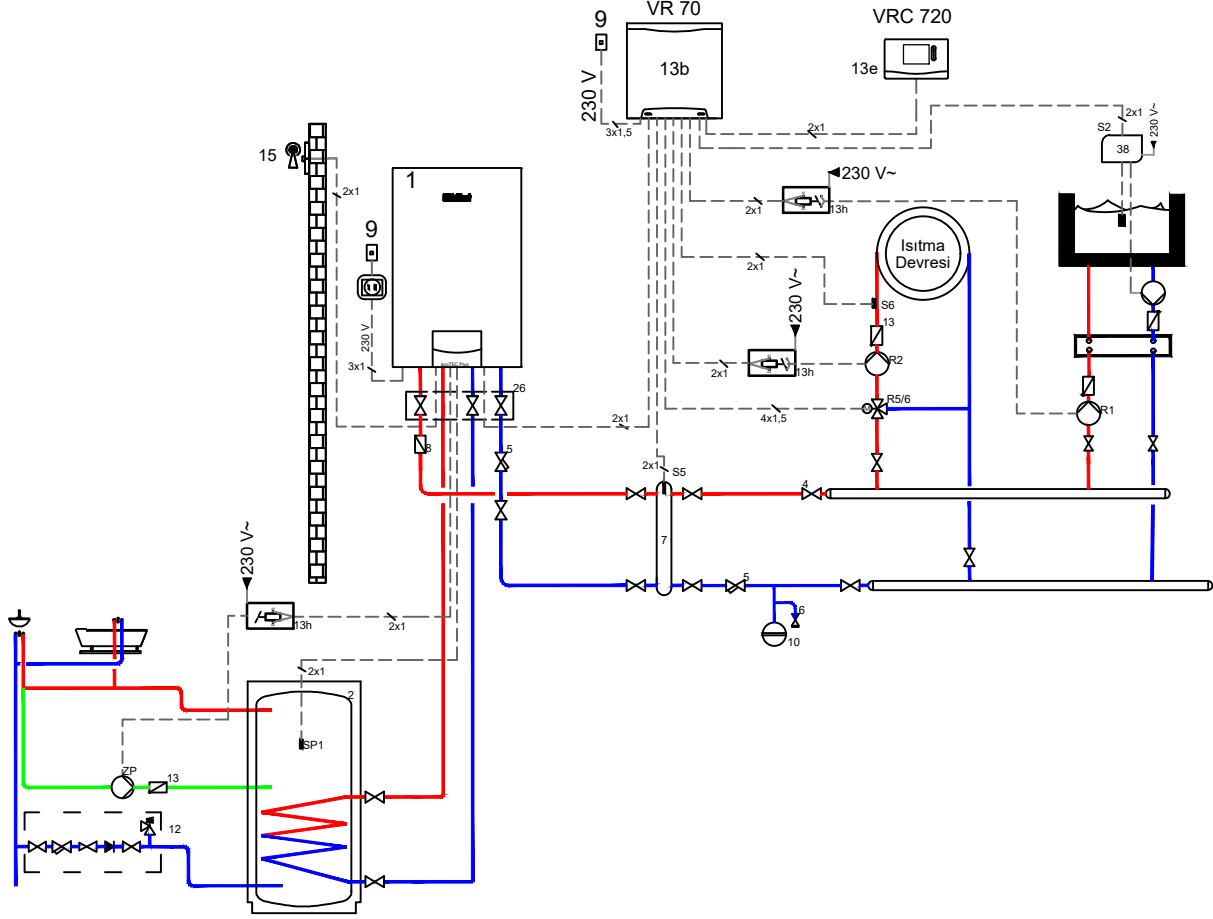 VR 70
VRC 720
9
13b
13e
230 V
3x1,5
2x1
2x1
S2
38
230 V~
15
2x1
1
9
230 V
3x1
26
8
5
230 V~
2x1
13h
Isıtma
Devresi
2x1
S6
13
230 V~
2x1
13h
R2
R5/6
4x1,5
R1
2x1
2x1
S5
4
7
5
6
10
230 V~
13h
2x1
2x1
2
SP1
ZP
13
12